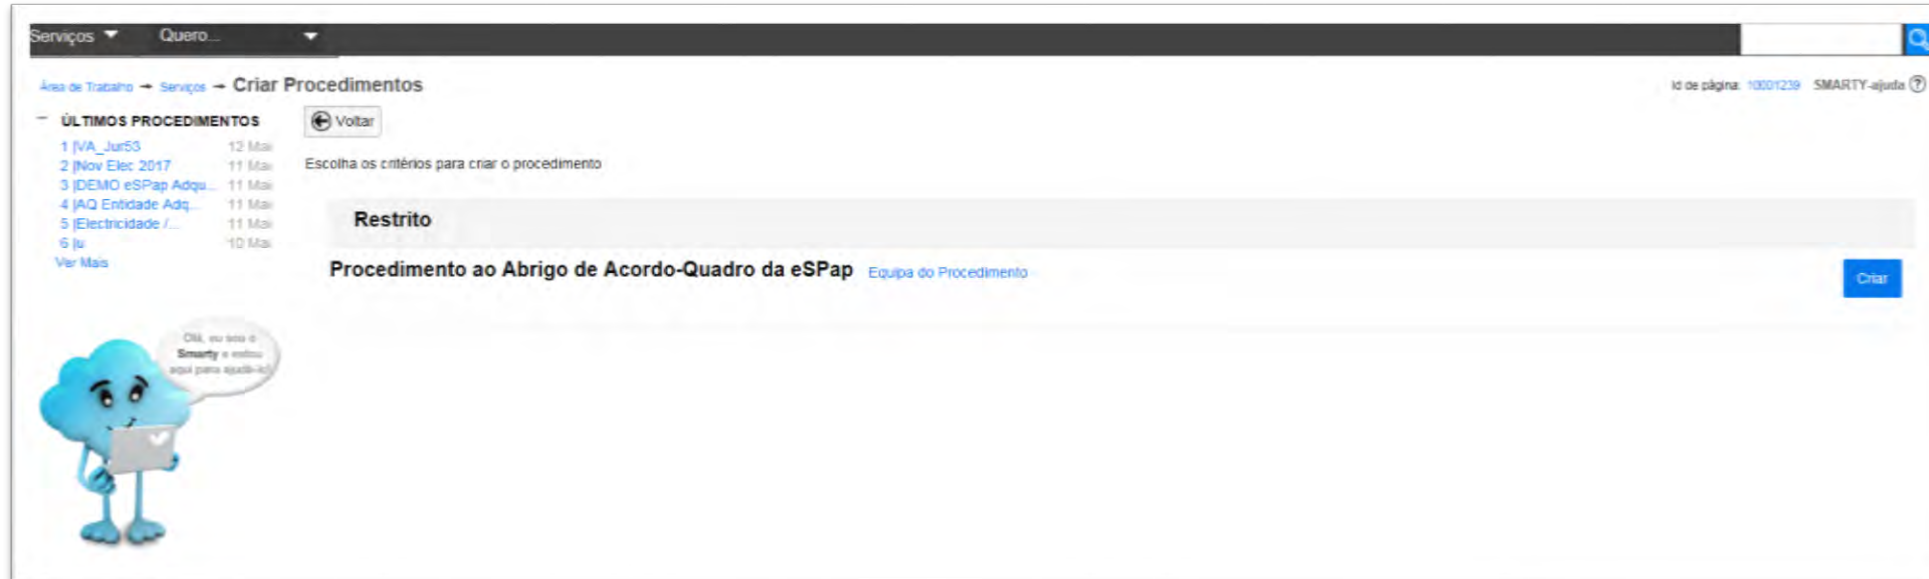 Serviços Quero...
Área de Trabalho → Serviços → Criar Procedimentos
Id de página: 10001239 SMARTY-ajuda ?
ÚLTIMOS PROCEDIMENTOS
1 |VA_Jur53 12 Mai
2 |Nov Elec 2017 11 Mai
3 |DEMO eSPap Adqu... 11 Mai
4 |AQ Entidade Adq... 11 Mai
5 |Electricidade /... 11 Mai
6 |u 10 Mai
Ver Mais
Olá, eu sou o
Smarty e estou
aqui para ajudá-lo!
Voltar
Escolha os critérios para criar o procedimento
Restrito
Procedimento ao Abrigo de Acordo-Quadro da eSPap Equipa do Procedimento
Criar